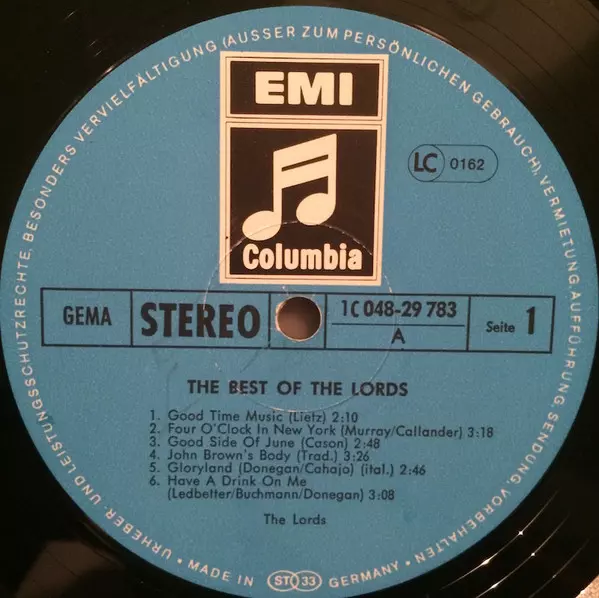 URHEBER- UND LEISTUNGSSCHUTZRECHTE, BESONDERS VERVIELFÄLTIGUNG (AUSSER ZUM PERSÖNLICHEN GEBRAUCH), VERMIETUNG, AUFFÜHRUNG, SENDUNG VORBEHALTEN
EMI
Columbia
LC 0162
GEMA
STEREO
1C 048-29 783
A
Seite 1
THE BEST OF THE LORDS
1. Good Time Music (Lietz) 2:10
2. Four O'Clock In New York (Murray/Callander) 3:18
3. Good Side Of June (Cason) 2:48
4. John Brown's Body (Trad.) 3:26
5. Gloryland (Donegan/Cahajo) (ital.) 2:46
6. Have A Drink On Me
(Ledbetter/Buchmann/Donegan) 3:08
The Lords
• MADE IN ST 33 GERMANY •